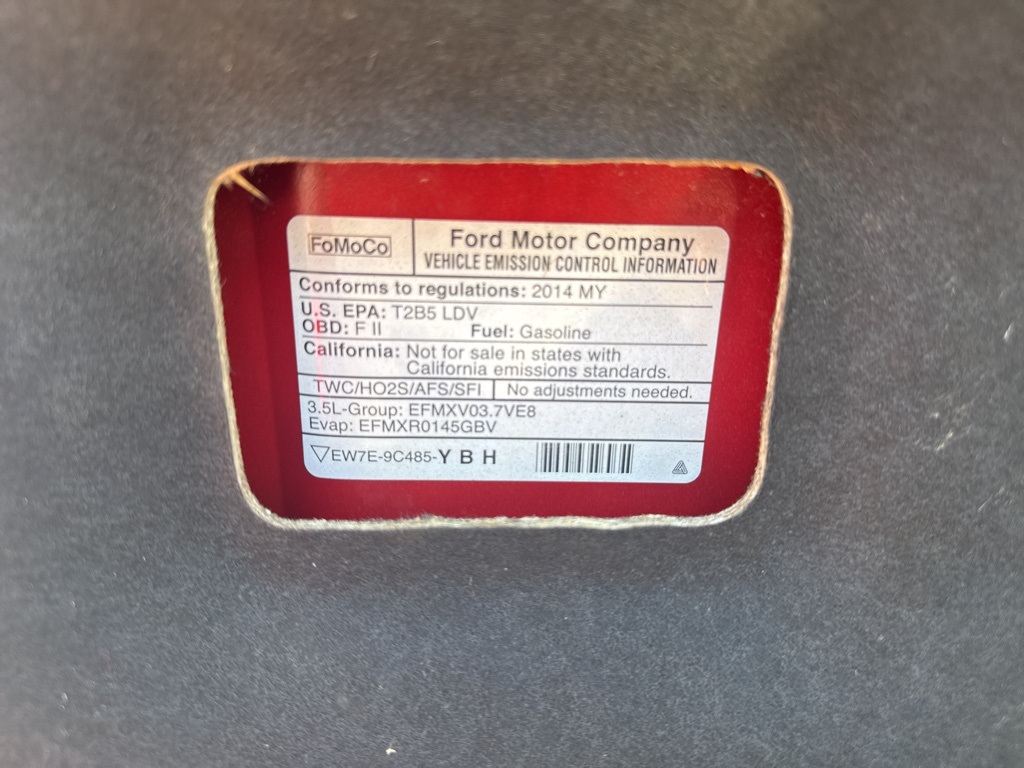 FoMoCo
Ford Motor Company
VEHICLE EMISSION CONTROL INFORMATION
Conforms to regulations: 2014 MY
U.S. EPA: T2B5 LDV
OBD: F II Fuel: Gasoline
California: Not for sale in states with
California emissions standards.
TWC/HO2S/AFS/SFI No adjustments needed.
3.5L-Group: EFMXV03.7VE8
Evap: EFMXR0145GBV
EW7E-9C485-Y B H